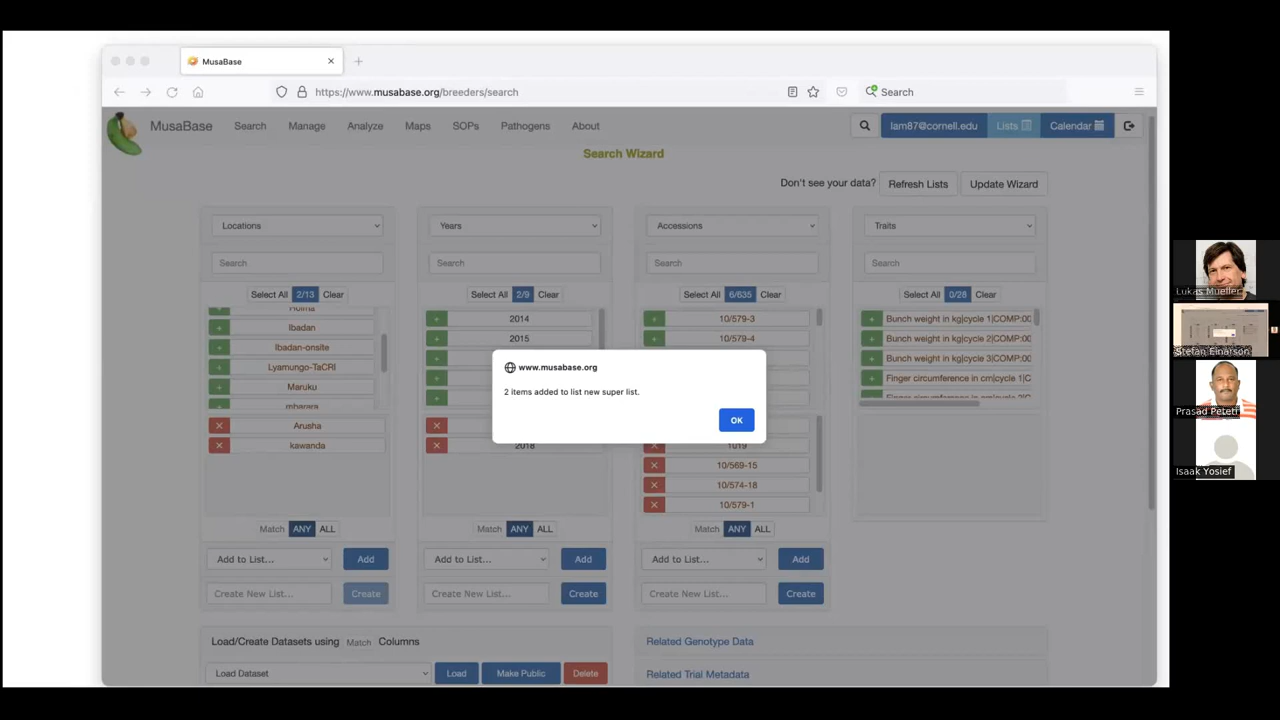 MusaBase
https://www.musabase.org/breeders/search
Search
MusaBase
Search
Manage
Analyze
Maps
SOPs
Pathogens
About
lam87@cornell.edu
Lists
Calendar
Search Wizard
Don't see your data?
Refresh Lists
Update Wizard
Locations
Years
Accessions
Traits
Search
Search
Search
Search
Select All 2/13 Clear
Select All 2/9 Clear
Select All 6/635 Clear
Select All 0/28 Clear
Ibadan
Ibadan-onsite
Lyamungo-TaCRI
Maruku
mbarara
Arusha
kawanda
2014
2015
2018
10/579-3
10/579-4
1019
10/569-15
10/574-18
10/579-1
Bunch weight in kg|cycle 1|COMP:00
Bunch weight in kg|cycle 2|COMP:00
Bunch weight in kg|cycle 3|COMP:00
Finger circumference in cm|cycle 1|C
www.musabase.org
2 items added to list new super list.
OK
Match ANY ALL
Match ANY ALL
Match ANY ALL
Add to List... Add
Add to List... Add
Add to List... Add
Create New List... Create
Create New List... Create
Create New List... Create
Load/Create Datasets using Match Columns
Load Dataset
Load
Make Public
Delete
Related Genotype Data
Related Trial Metadata
Lukas Mueller
Stefan Einarson
Prasad Peteti
Isaak Yosief